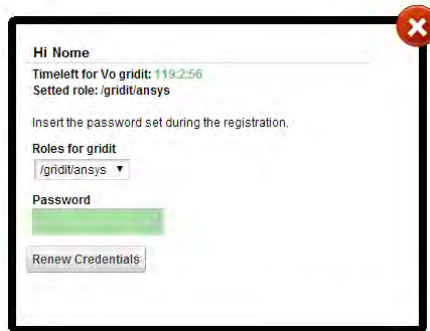 Hi Nome
Timeleft for Vo gridit: 119:2:56
Setted role: /gridit/ansys
Insert the password set during the registration.
Roles for gridit
/gridit/ansys
Password
Renew Credentials